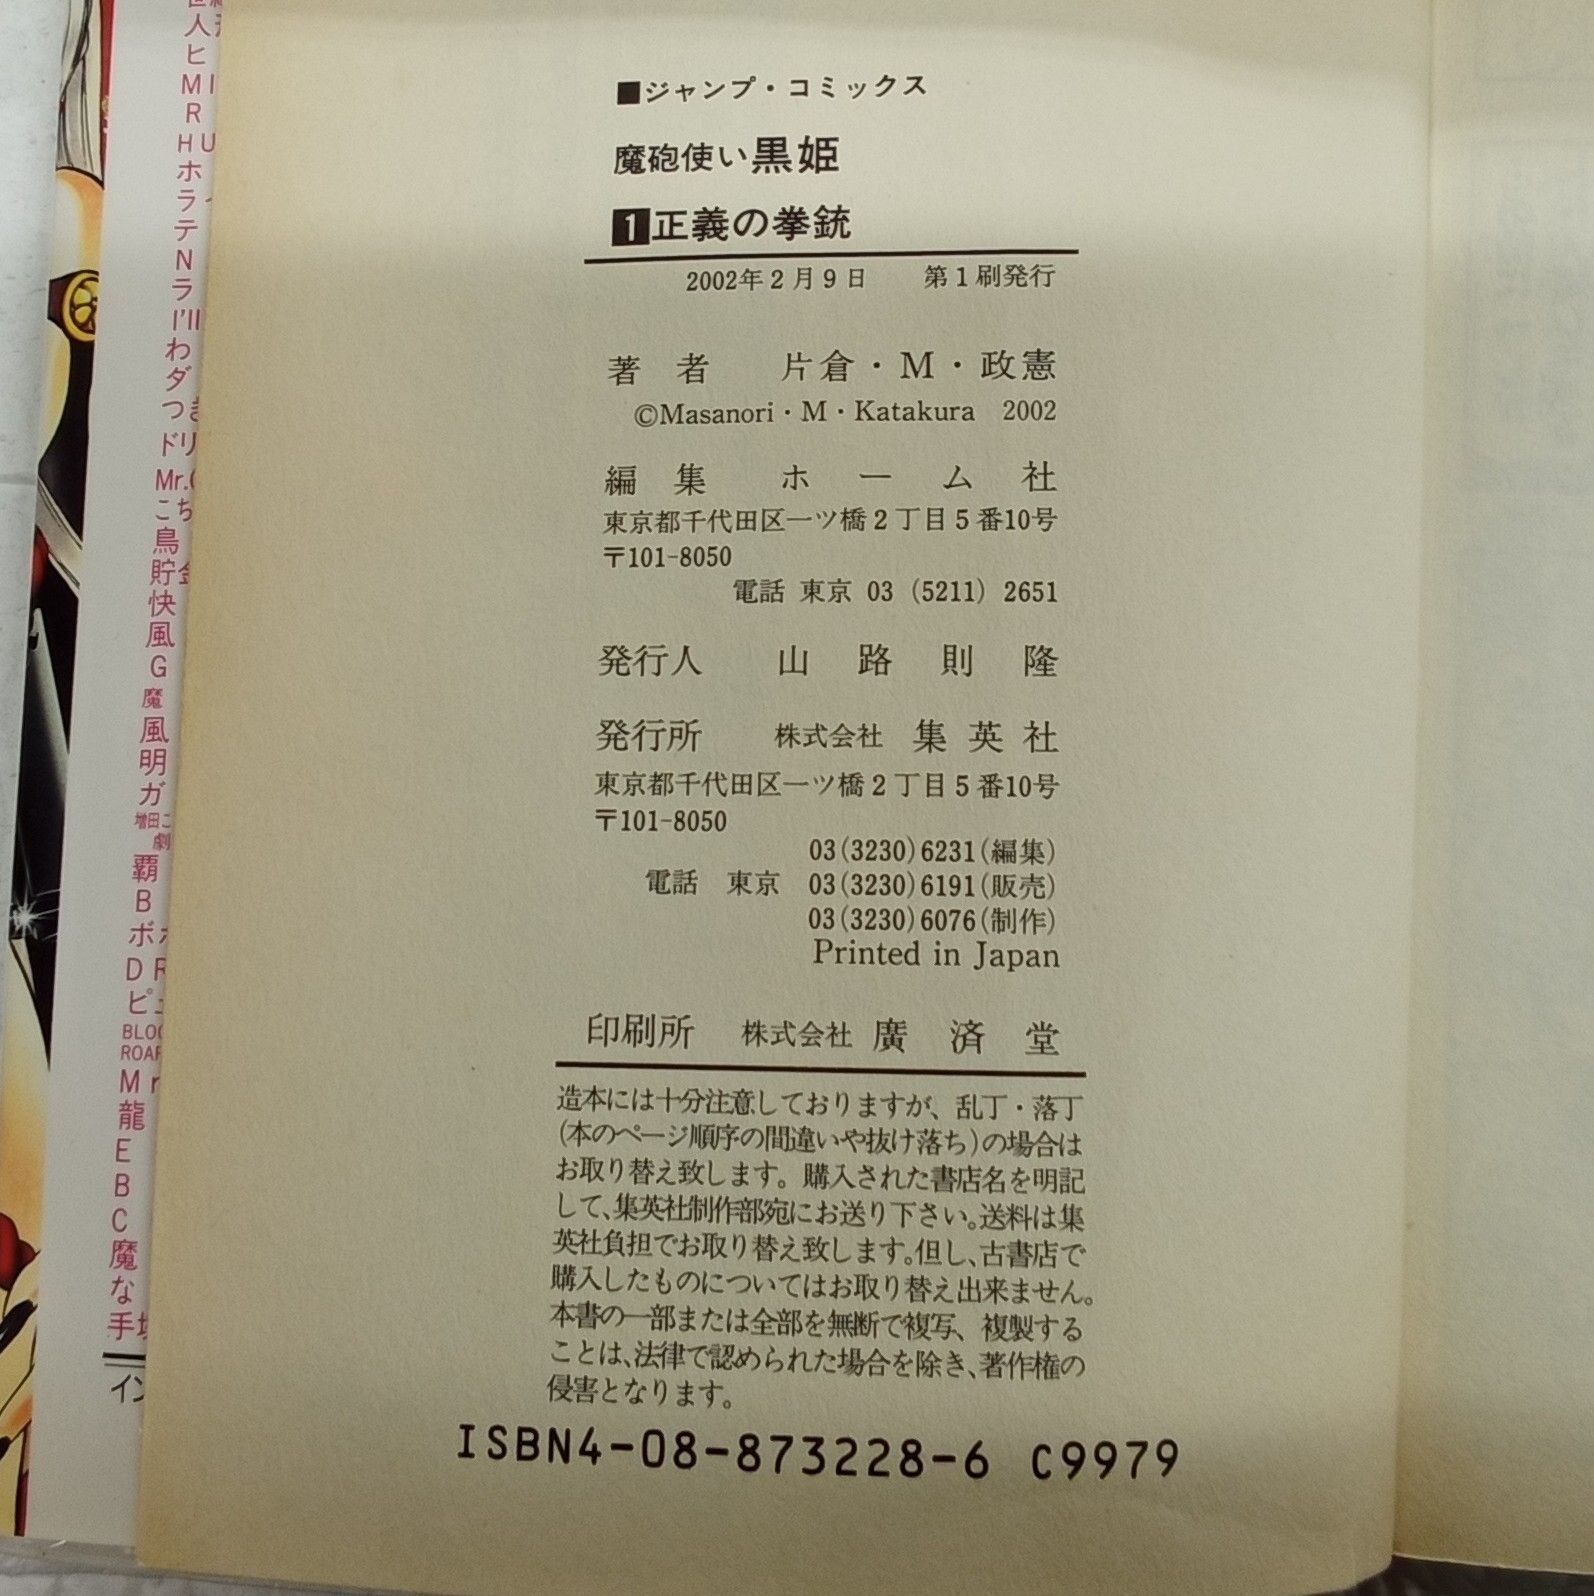 ■ジャンプ・コミックス
魔砲使い黒姫
1正義の拳銃
2002年2月9日 第1刷発行
著者 片倉・M・政憲
©Masanori・M・Katakura 2002
編集 ホーム社
東京都千代田区一ツ橋2丁目5番10号
〒101-8050
電話 東京 03 (5211) 2651
発行人 山路則隆
発行所 株式会社 集英社
東京都千代田区一ツ橋2丁目5番10号
〒101-8050
03(3230)6231(編集)
電話 東京 03(3230)6191(販売)
03(3230)6076(制作)
Printed in Japan
印刷所 株式会社 廣済堂
造本には十分注意しておりますが、乱丁・落丁
(本のページ順序の間違いや抜け落ち)の場合は
お取り替え致します。購入された書店名を明記
して、集英社制作部宛にお送り下さい。送料は集
英社負担でお取り替え致します。但し、古書店で
購入したものについてはお取り替え出来ません。
本書の一部または全部を無断で複写、複製する
ことは、法律で認められた場合を除き、著作権の
侵害となります。
ISBN4-08-873228-6 C9979